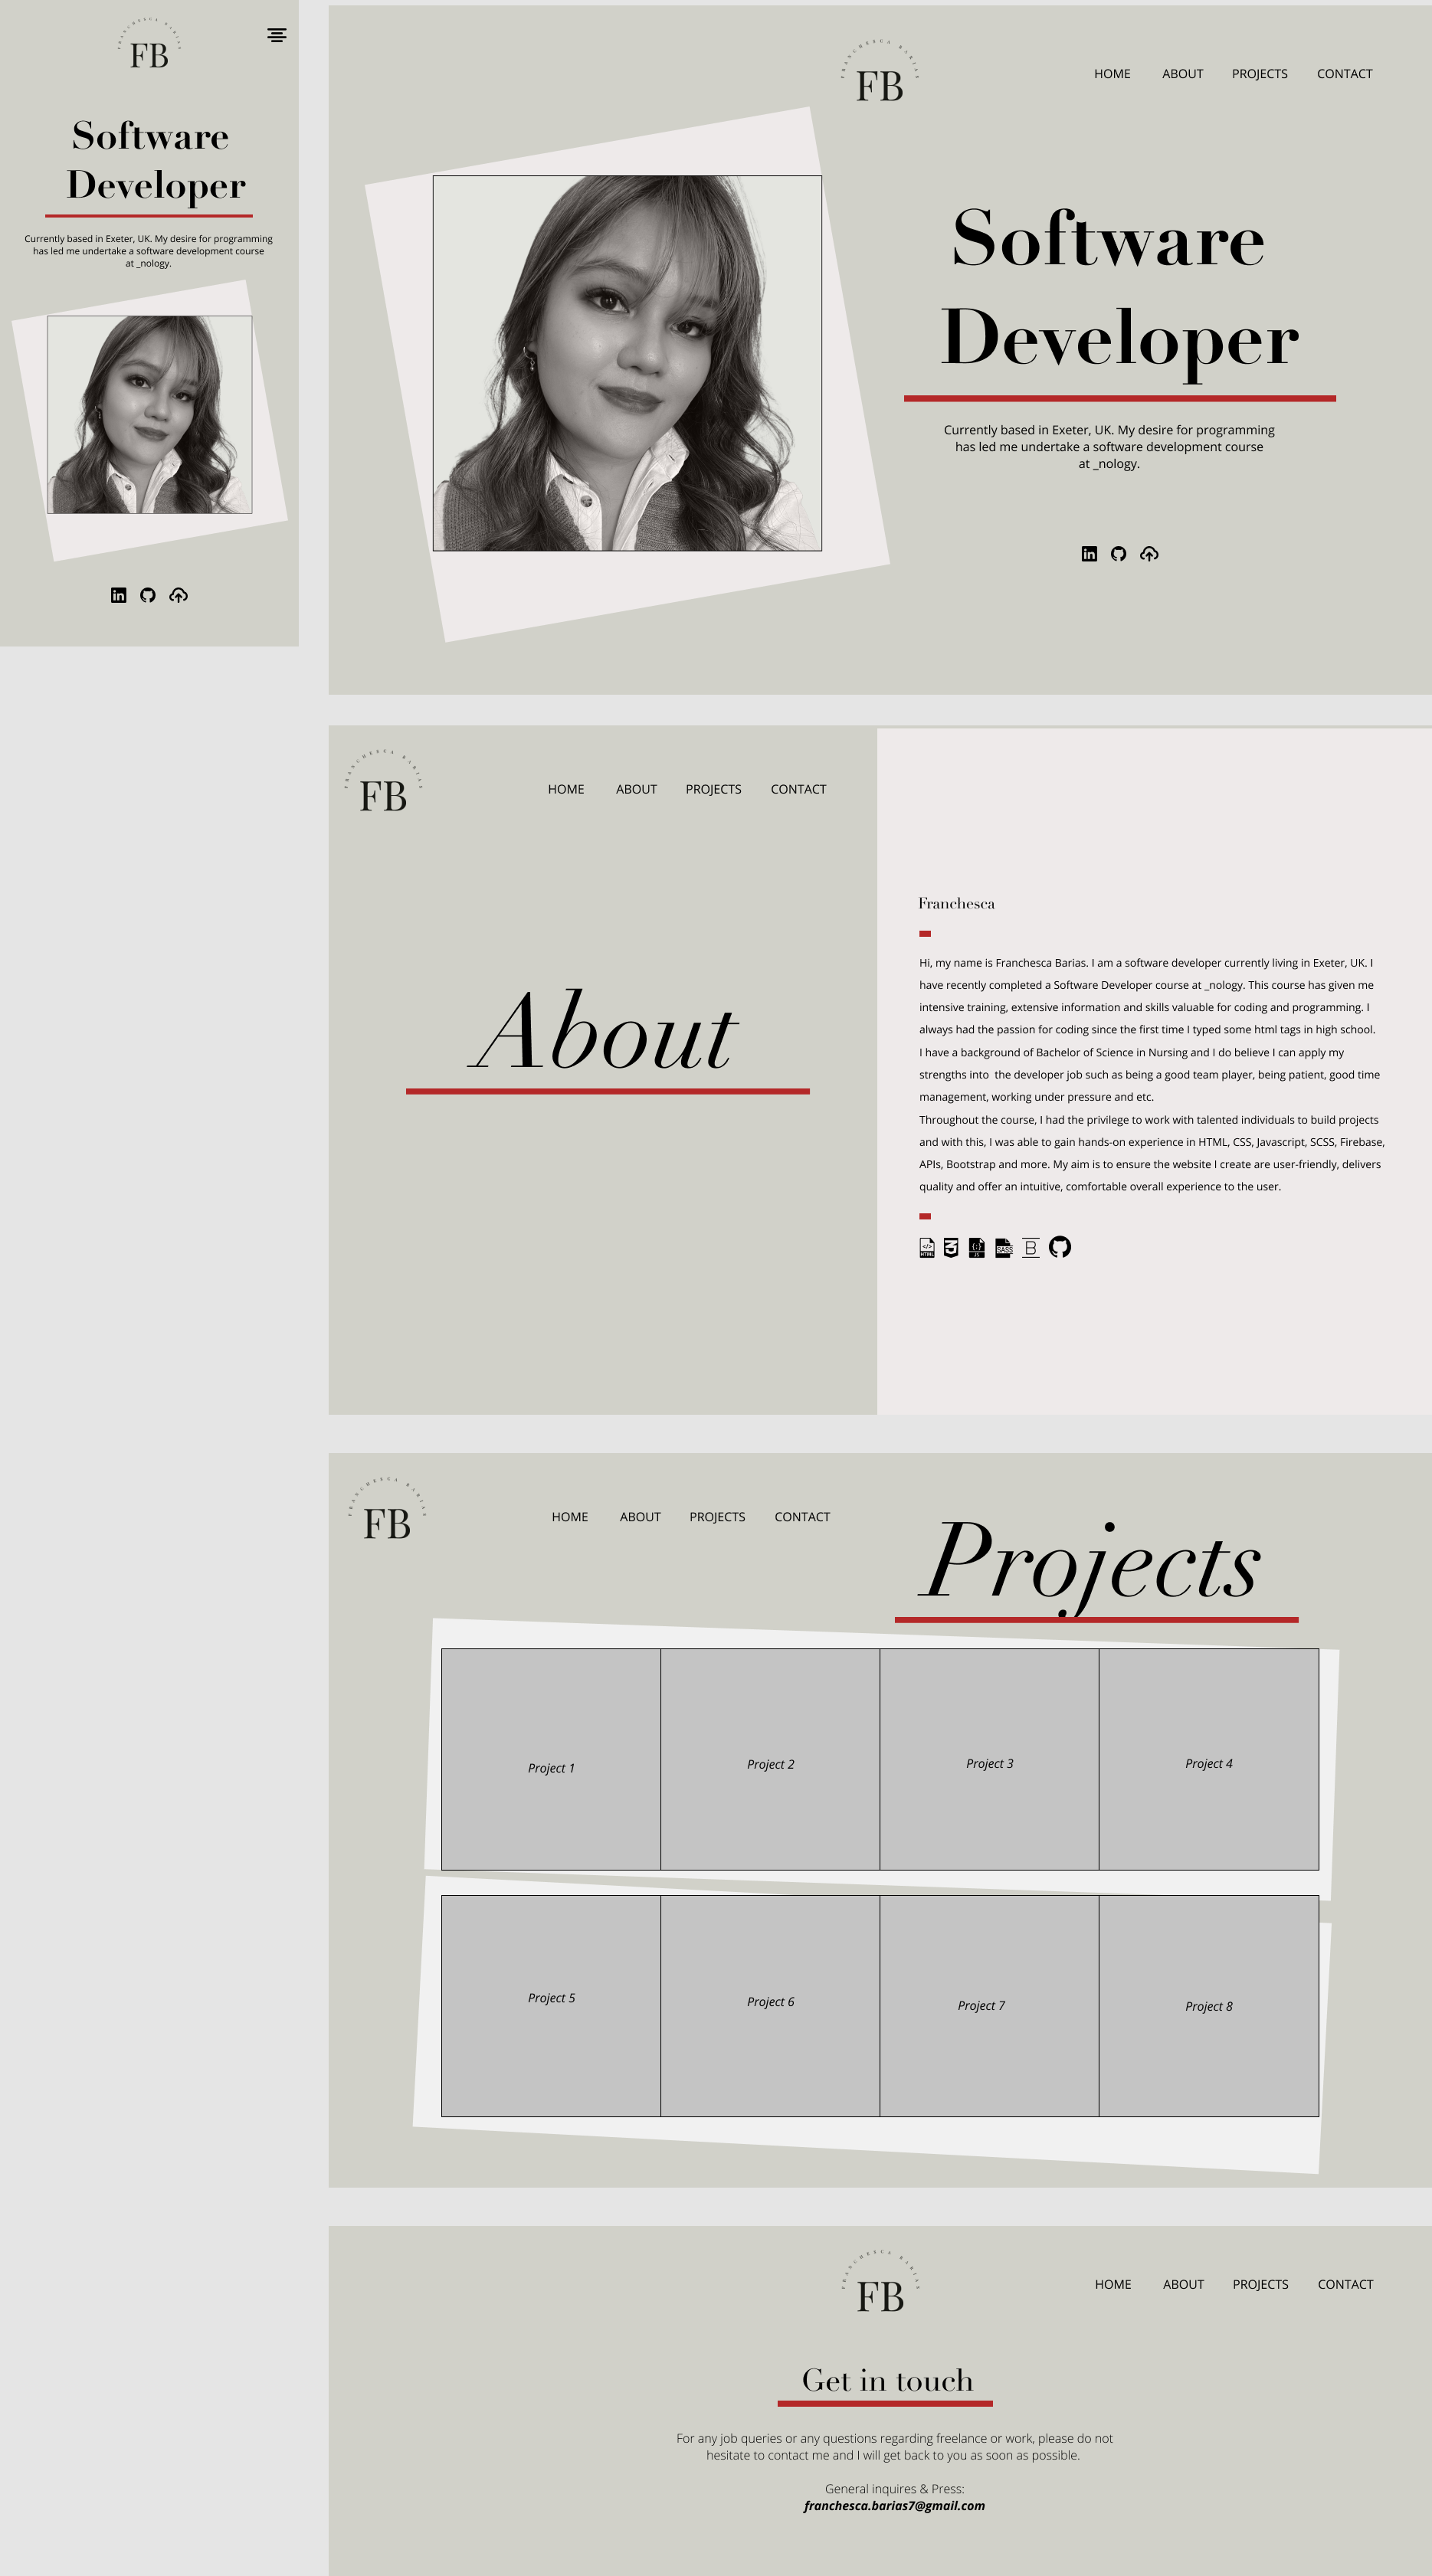 FRANCHESCA BARIAS
FB
Software
Developer
Currently based in Exeter, UK. My desire for programming
has led me undertake a software development course
at _nology.
in
FRANCHESCA BARIAS
FB
HOME ABOUT PROJECTS CONTACT
Software
Developer
Currently based in Exeter, UK. My desire for programming
has led me undertake a software development course
at _nology.
in
FRANCHESCA BARIAS
FB
HOME ABOUT PROJECTS CONTACT
About
Franchesca
Hi, my name is Franchesca Barias. I am a software developer currently living in Exeter, UK. I
have recently completed a Software Developer course at _nology. This course has given me
intensive training, extensive information and skills valuable for coding and programming. I
always had the passion for coding since the first time I typed some html tags in high school.
I have a background of Bachelor of Science in Nursing and I do believe I can apply my
strengths into the developer job such as being a good team player, being patient, good time
management, working under pressure and etc.
Throughout the course, I had the privilege to work with talented individuals to build projects
and with this, I was able to gain hands-on experience in HTML, CSS, Javascript, SCSS, Firebase,
APIs, Bootstrap and more. My aim is to ensure the website I create are user-friendly, delivers
quality and offer an intuitive, comfortable overall experience to the user.
HTML JS SASS B
FRANCHESCA BARIAS
FB
HOME ABOUT PROJECTS CONTACT
Projects
Project 1 Project 2 Project 3 Project 4
Project 5 Project 6 Project 7 Project 8
FRANCHESCA BARIAS
FB
HOME ABOUT PROJECTS CONTACT
Get in touch
For any job queries or any questions regarding freelance or work, please do not
hesitate to contact me and I will get back to you as soon as possible.
General inquires & Press:
franchesca.barias7@gmail.com